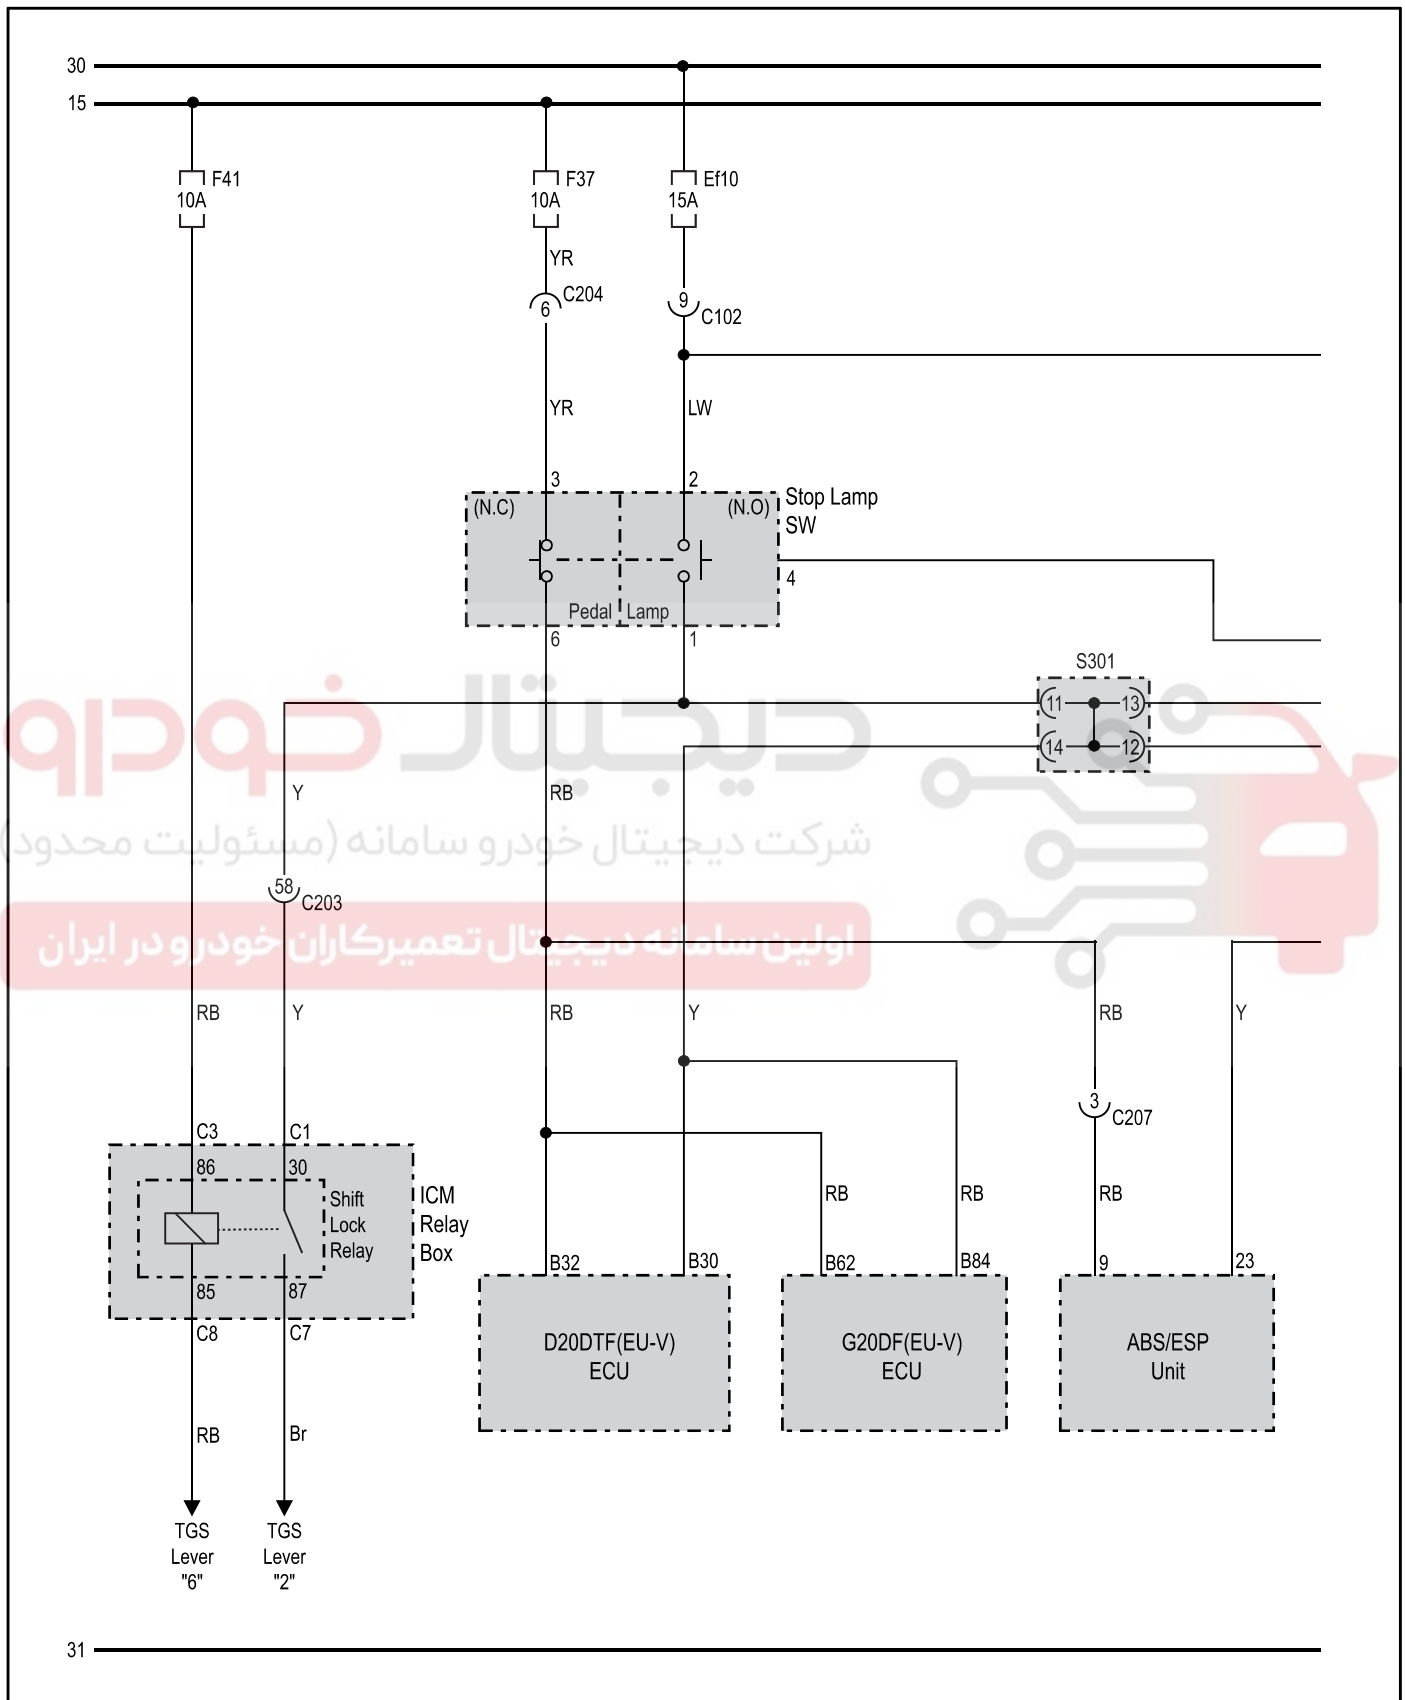 30
15
F41
10A
F37
10A
Ef10
15A
YR
6
C204
9
C102
YR
LW
3
2
(N.C)
(N.O)
Stop Lamp
SW
4
Pedal
Lamp
6
1
S301
11
13
14
12
دیجیتال خودرو
Y
RB
شرکت دیجیتال خودرو سامانه (مسئولیت محدود)
58
C203
اولین سامانه دیجیتال تعمیرکاران خودرو در ایران
RB
Y
RB
Y
RB
Y
3
C207
C3
C1
86
30
Shift
Lock
Relay
ICM
Relay
Box
85
87
C8
C7
RB
RB
RB
B32
B30
B62
B84
9
23
D20DTF(EU-V)
ECU
G20DF(EU-V)
ECU
ABS/ESP
Unit
RB
Br
TGS
Lever
"6"
TGS
Lever
"2"
31